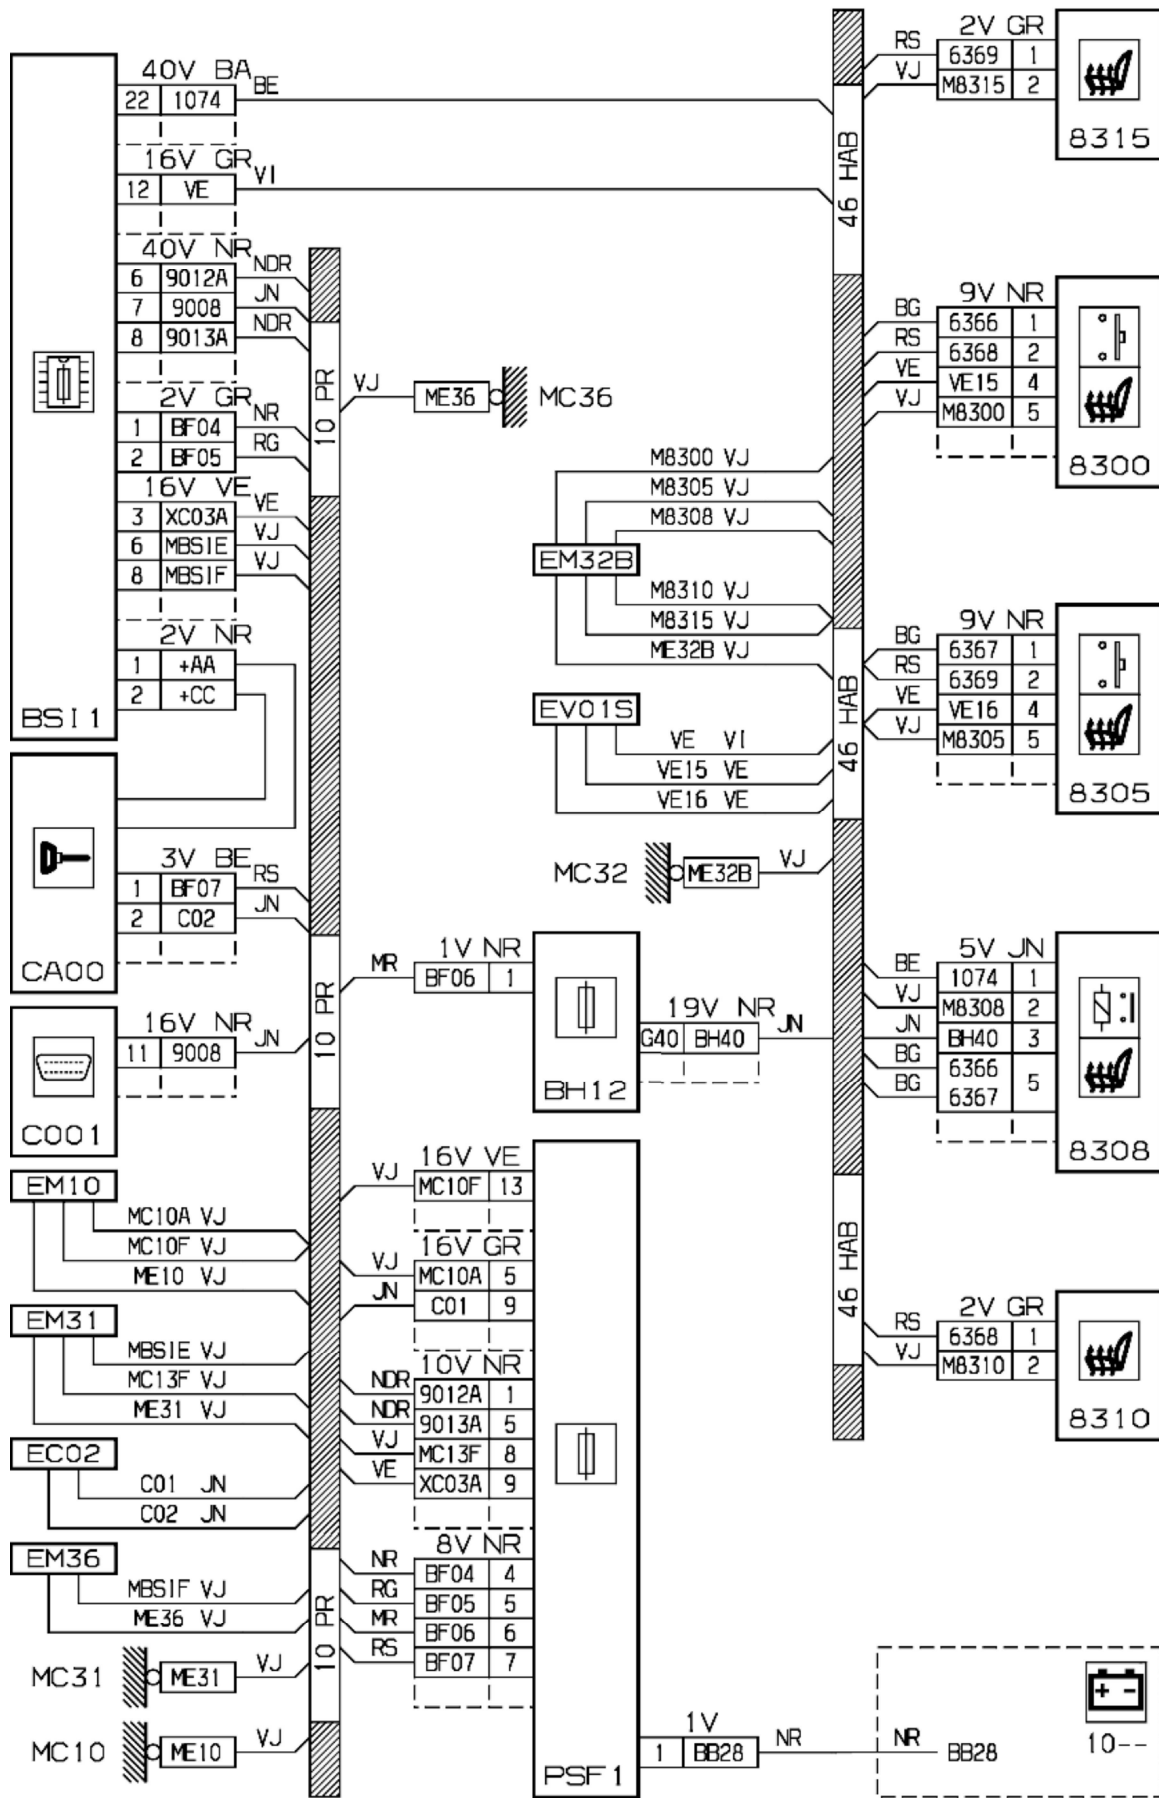 40V BA
BE
22 1074
16V GR
VI
12 VE
40V NR
NDR
6 9012A
JN
7 9008
NDR
8 9013A
2V GR
NR
1 BF04
RG
2 BF05
16V VE
VE
3 XC03A
VJ
6 MBSIE
VJ
8 MBSIF
2V NR
1 +AA
2 +CC
BSI1
3V BE
RS
1 BF07
JN
2 C02
CA00
16V NR
JN
11 9008
C001
EM10
MC10A VJ
MC10F VJ
ME10 VJ
EM31
MBSIE VJ
MC13F VJ
ME31 VJ
EC02
C01 JN
C02 JN
EM36
MBSIF VJ
ME36 VJ
MC31 ME31 VJ
MC10 ME10 VJ
10 PR
10 PR
10 PR
VJ ME36 MC36
M8300 VJ
M8305 VJ
M8308 VJ
EM32B
M8310 VJ
M8315 VJ
ME32B VJ
EV01S
VE VI
VE15 VE
VE16 VE
MC32 ME32B VJ
1V NR
MR BF06 1
19V NR
G40 BH40 JN
BH12
16V VE
VJ MC10F 13
16V GR
VJ MC10A 5
JN C01 9
10V NR
NDR 9012A 1
NDR 9013A 5
VJ MC13F 8
VE XC03A 9
8V NR
NR BF04 4
RG BF05 5
MR BF06 6
RS BF07 7
1V
1 BB28 NR
PSF1
46 HAB
46 HAB
46 HAB
2V GR
RS 6369 1
VJ M8315 2
8315
9V NR
BG 6366 1
RS 6368 2
VE VE15 4
VJ M8300 5
8300
9V NR
BG 6367 1
RS 6369 2
VE VE16 4
VJ M8305 5
8305
5V JN
BE 1074 1
VJ M8308 2
JN BH40 3
BG 6366
BG 6367 5
8308
2V GR
RS 6368 1
VJ M8310 2
8310
NR BB28
+ -
10--